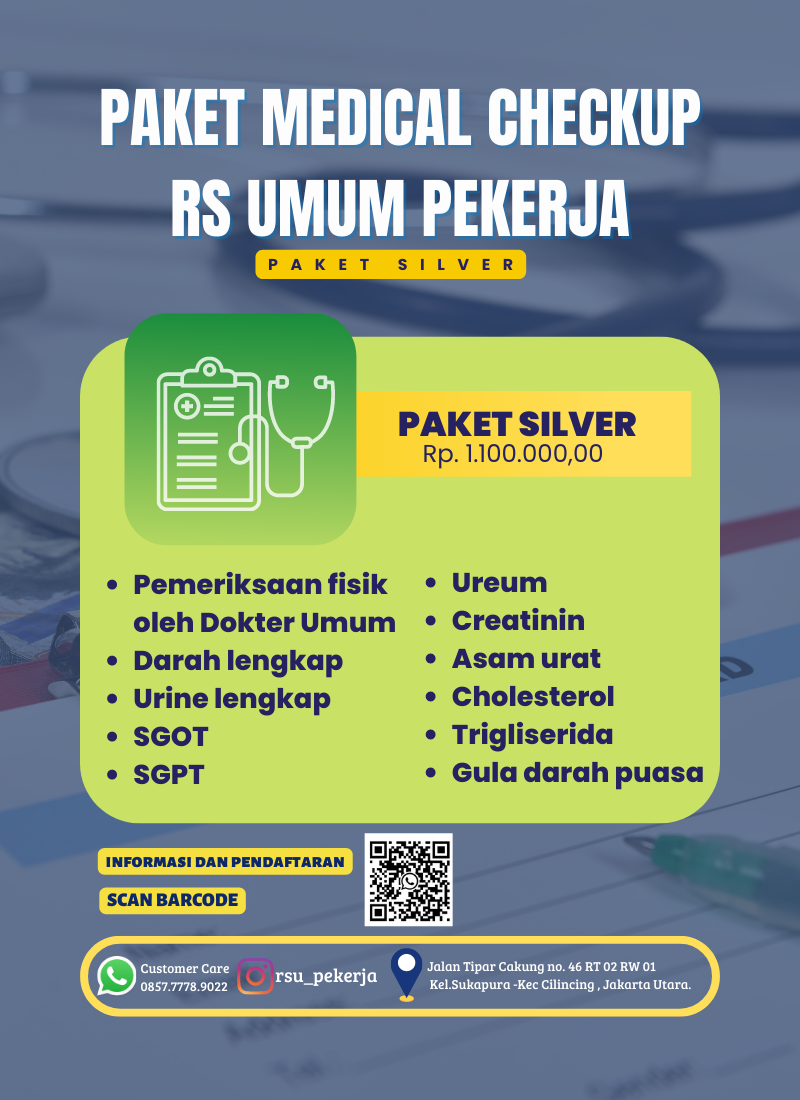 PAKET MEDICAL CHECKUP
RS UMUM PEKERJA
PAKET SILVER
PAKET SILVER
Rp. 1.100.000,00
• Pemeriksaan fisik
oleh Dokter Umum
• Darah lengkap
• Urine lengkap
• SGOT
• SGPT
• Ureum
• Creatinin
• Asam urat
• Cholesterol
• Trigliserida
• Gula darah puasa
INFORMASI DAN PENDAFTARAN
SCAN BARCODE
Customer Care
0857.7778.9022
rsu_pekerja
Jalan Tipar Cakung no. 46 RT 02 RW 01
Kel.Sukapura -Kec Cilincing , Jakarta Utara.